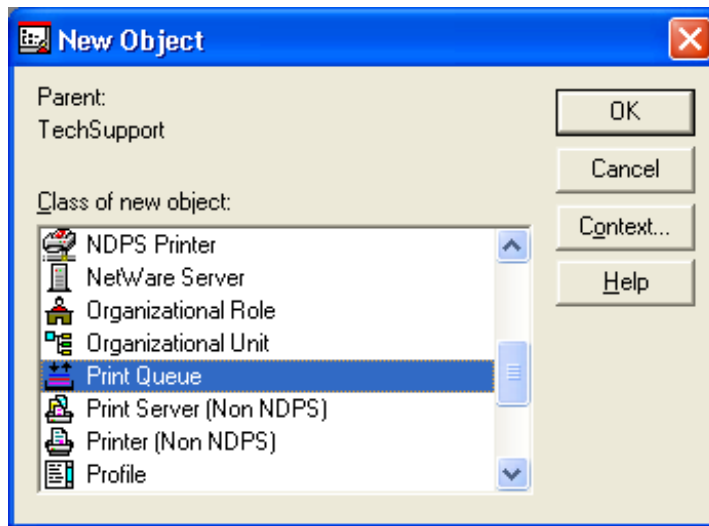 New Object
Parent:
TechSupport
Class of new object:
NDPS Printer
NetWare Server
Organizational Role
Organizational Unit
Print Queue
Print Server (Non NDPS)
Printer (Non NDPS)
Profile
OK
Cancel
Context...
Help